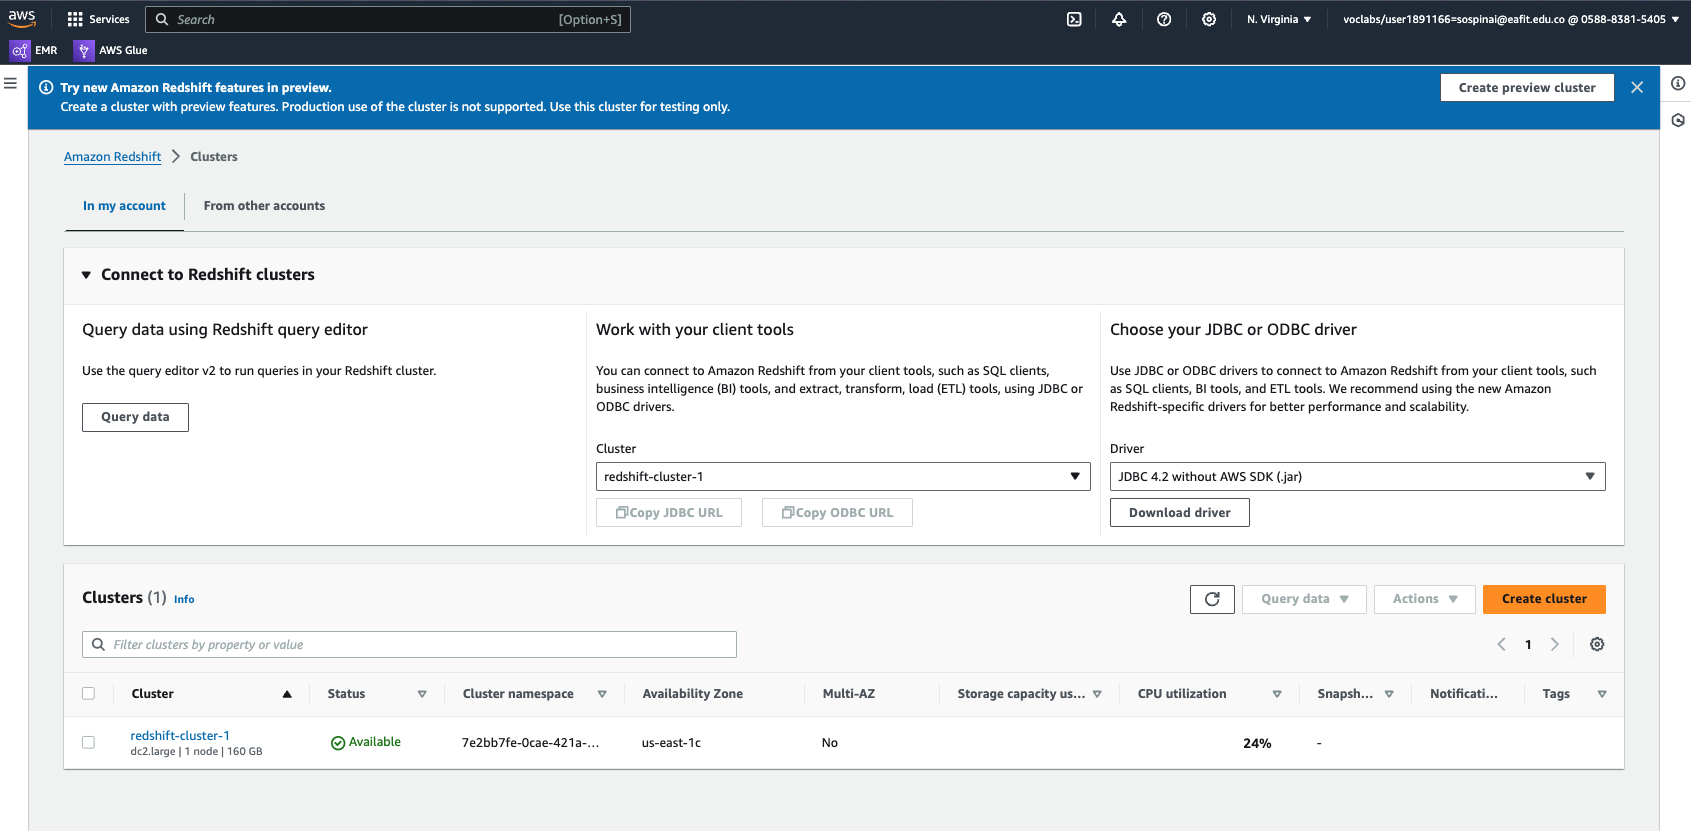 aws
Services
Search
[Option+S]
N. Virginia
voclabs/user1891166=sospinai@eafit.edu.co @ 0588-8381-5405
EMR
AWS Glue
Try new Amazon Redshift features in preview.
Create a cluster with preview features. Production use of the cluster is not supported. Use this cluster for testing only.
Create preview cluster
Amazon Redshift > Clusters
In my account
From other accounts
Connect to Redshift clusters
Query data using Redshift query editor
Use the query editor v2 to run queries in your Redshift cluster.
Query data
Work with your client tools
You can connect to Amazon Redshift from your client tools, such as SQL clients,
business intelligence (BI) tools, and extract, transform, load (ETL) tools, using JDBC or
ODBC drivers.
Cluster
redshift-cluster-1
Copy JDBC URL
Copy ODBC URL
Choose your JDBC or ODBC driver
Use JDBC or ODBC drivers to connect to Amazon Redshift from your client tools, such
as SQL clients, BI tools, and ETL tools. We recommend using the new Amazon
Redshift-specific drivers for better performance and scalability.
Driver
JDBC 4.2 without AWS SDK (.jar)
Download driver
Clusters (1) Info
Query data
Actions
Create cluster
Filter clusters by property or value
1
Cluster
Status
Cluster namespace
Availability Zone
Multi-AZ
Storage capacity us...
CPU utilization
Snapsh...
Notificati...
Tags
redshift-cluster-1
dc2.large | 1 node | 160 GB
Available
7e2bb7fe-0cae-421a-...
us-east-1c
No
24%
-